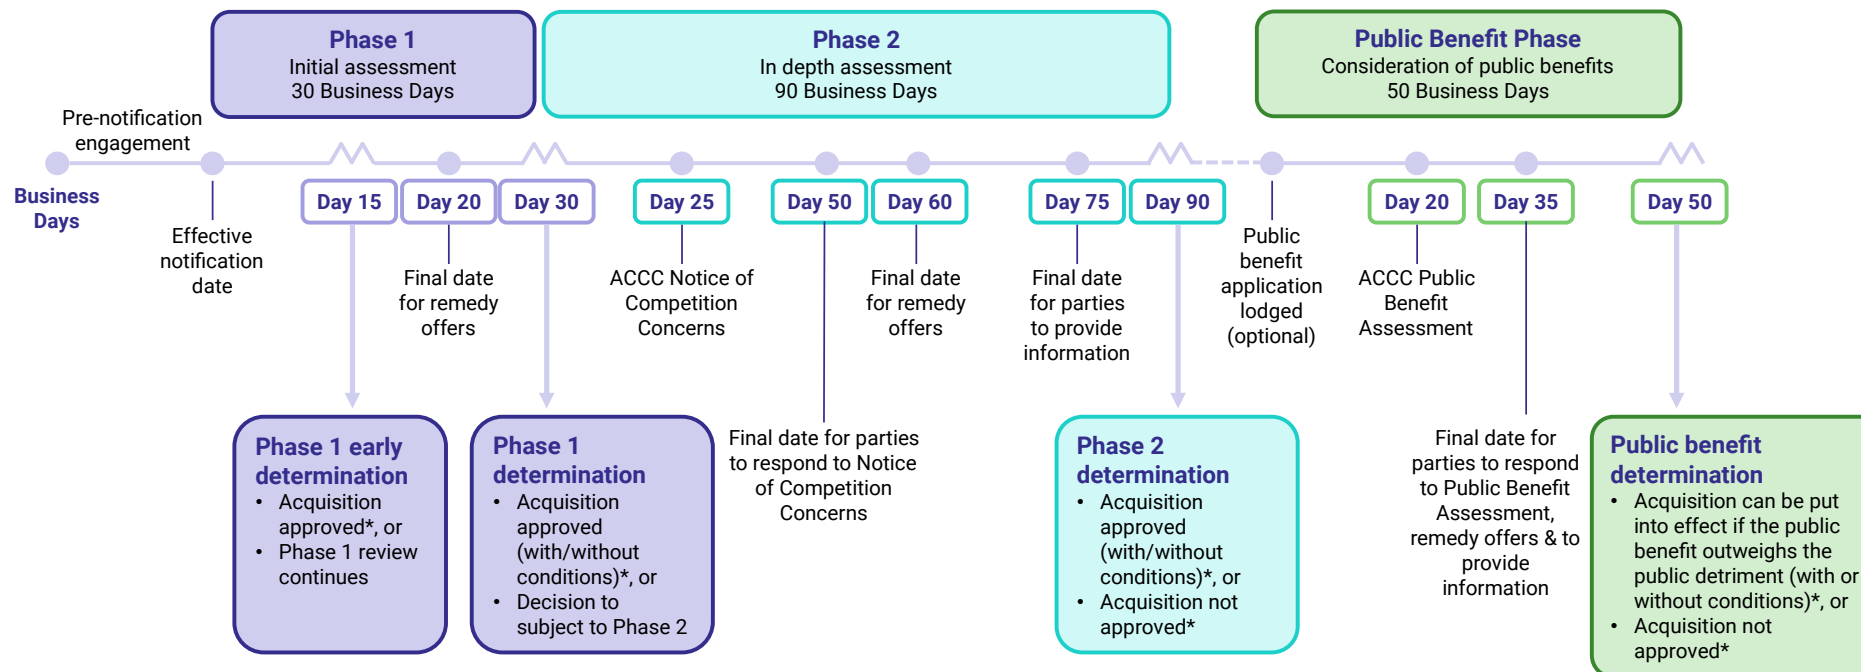 Phase 1
Initial assessment
30 Business Days
Phase 2
In depth assessment
90 Business Days
Public Benefit Phase
Consideration of public benefits
50 Business Days
Pre-notification
engagement
Business
Days
Effective
notification
date
Day 15
Day 20
Day 30
Day 25
Day 50
Day 60
Day 75
Day 90
Day 20
Day 35
Day 50
Final date
for remedy
offers
ACCC Notice of
Competition
Concerns
Final date
for remedy
offers
Final date
for parties
to provide
information
Public
benefit
application
lodged
(optional)
ACCC Public
Benefit
Assessment
Phase 1 early
determination
• Acquisition
approved*, or
• Phase 1 review
continues
Phase 1
determination
• Acquisition
approved
(with/without
conditions)*, or
• Decision to
subject to Phase 2
Final date for parties
to respond to Notice
of Competition
Concerns
Phase 2
determination
• Acquisition
approved
(with/without
conditions)*, or
• Acquisition not
approved*
Final date for
parties to respond
to Public Benefit
Assessment,
remedy offers & to
provide
information
Public benefit
determination
• Acquisition can be put
into effect if the public
benefit outweighs the
public detriment (with or
without conditions)*, or
• Acquisition not
approved*